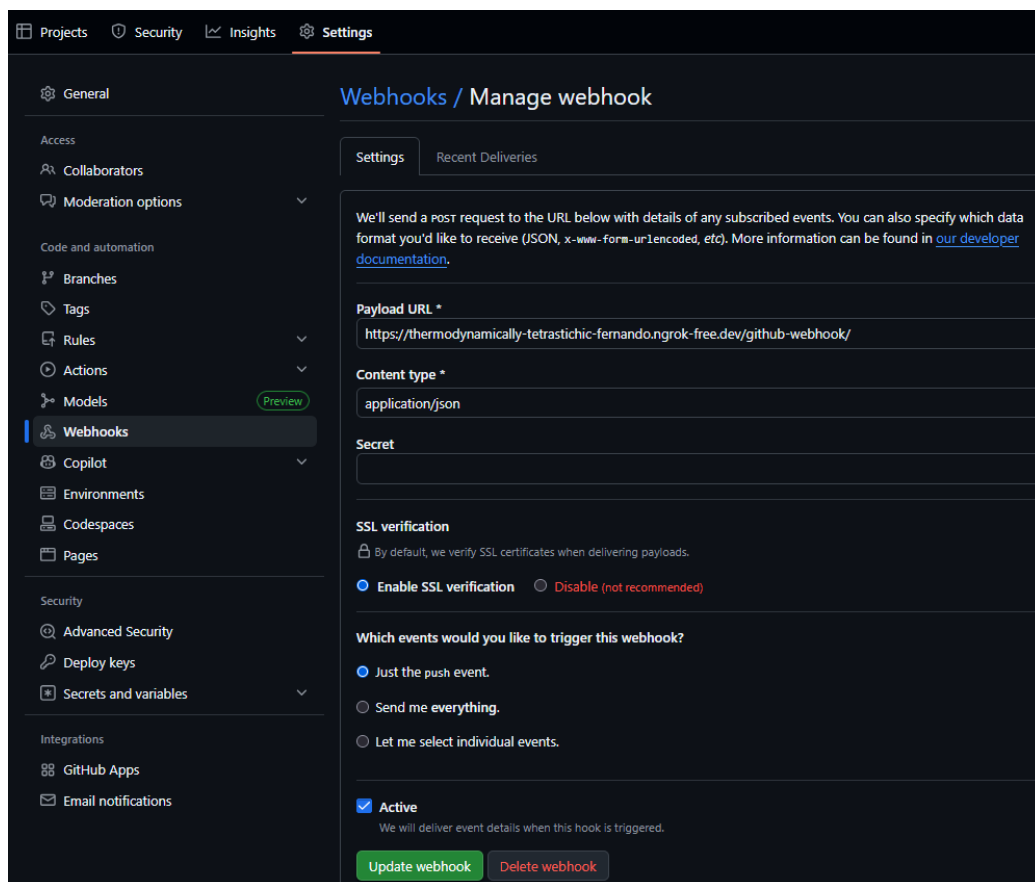 Projects Security Insights Settings
General
Access
Collaborators
Moderation options
Code and automation
Branches
Tags
Rules
Actions
Models Preview
Webhooks
Copilot
Environments
Codespaces
Pages
Security
Advanced Security
Deploy keys
Secrets and variables
Integrations
GitHub Apps
Email notifications
Webhooks / Manage webhook
Settings Recent Deliveries
We'll send a POST request to the URL below with details of any subscribed events. You can also specify which data
format you'd like to receive (JSON, x-www-form-urlencoded, etc). More information can be found in our developer
documentation.
Payload URL *
https://thermodynamically-tetrastichic-fernando.ngrok-free.dev/github-webhook/
Content type *
application/json
Secret
SSL verification
By default, we verify SSL certificates when delivering payloads.
Enable SSL verification Disable (not recommended)
Which events would you like to trigger this webhook?
Just the push event.
Send me everything.
Let me select individual events.
Active
We will deliver event details when this hook is triggered.
Update webhook Delete webhook